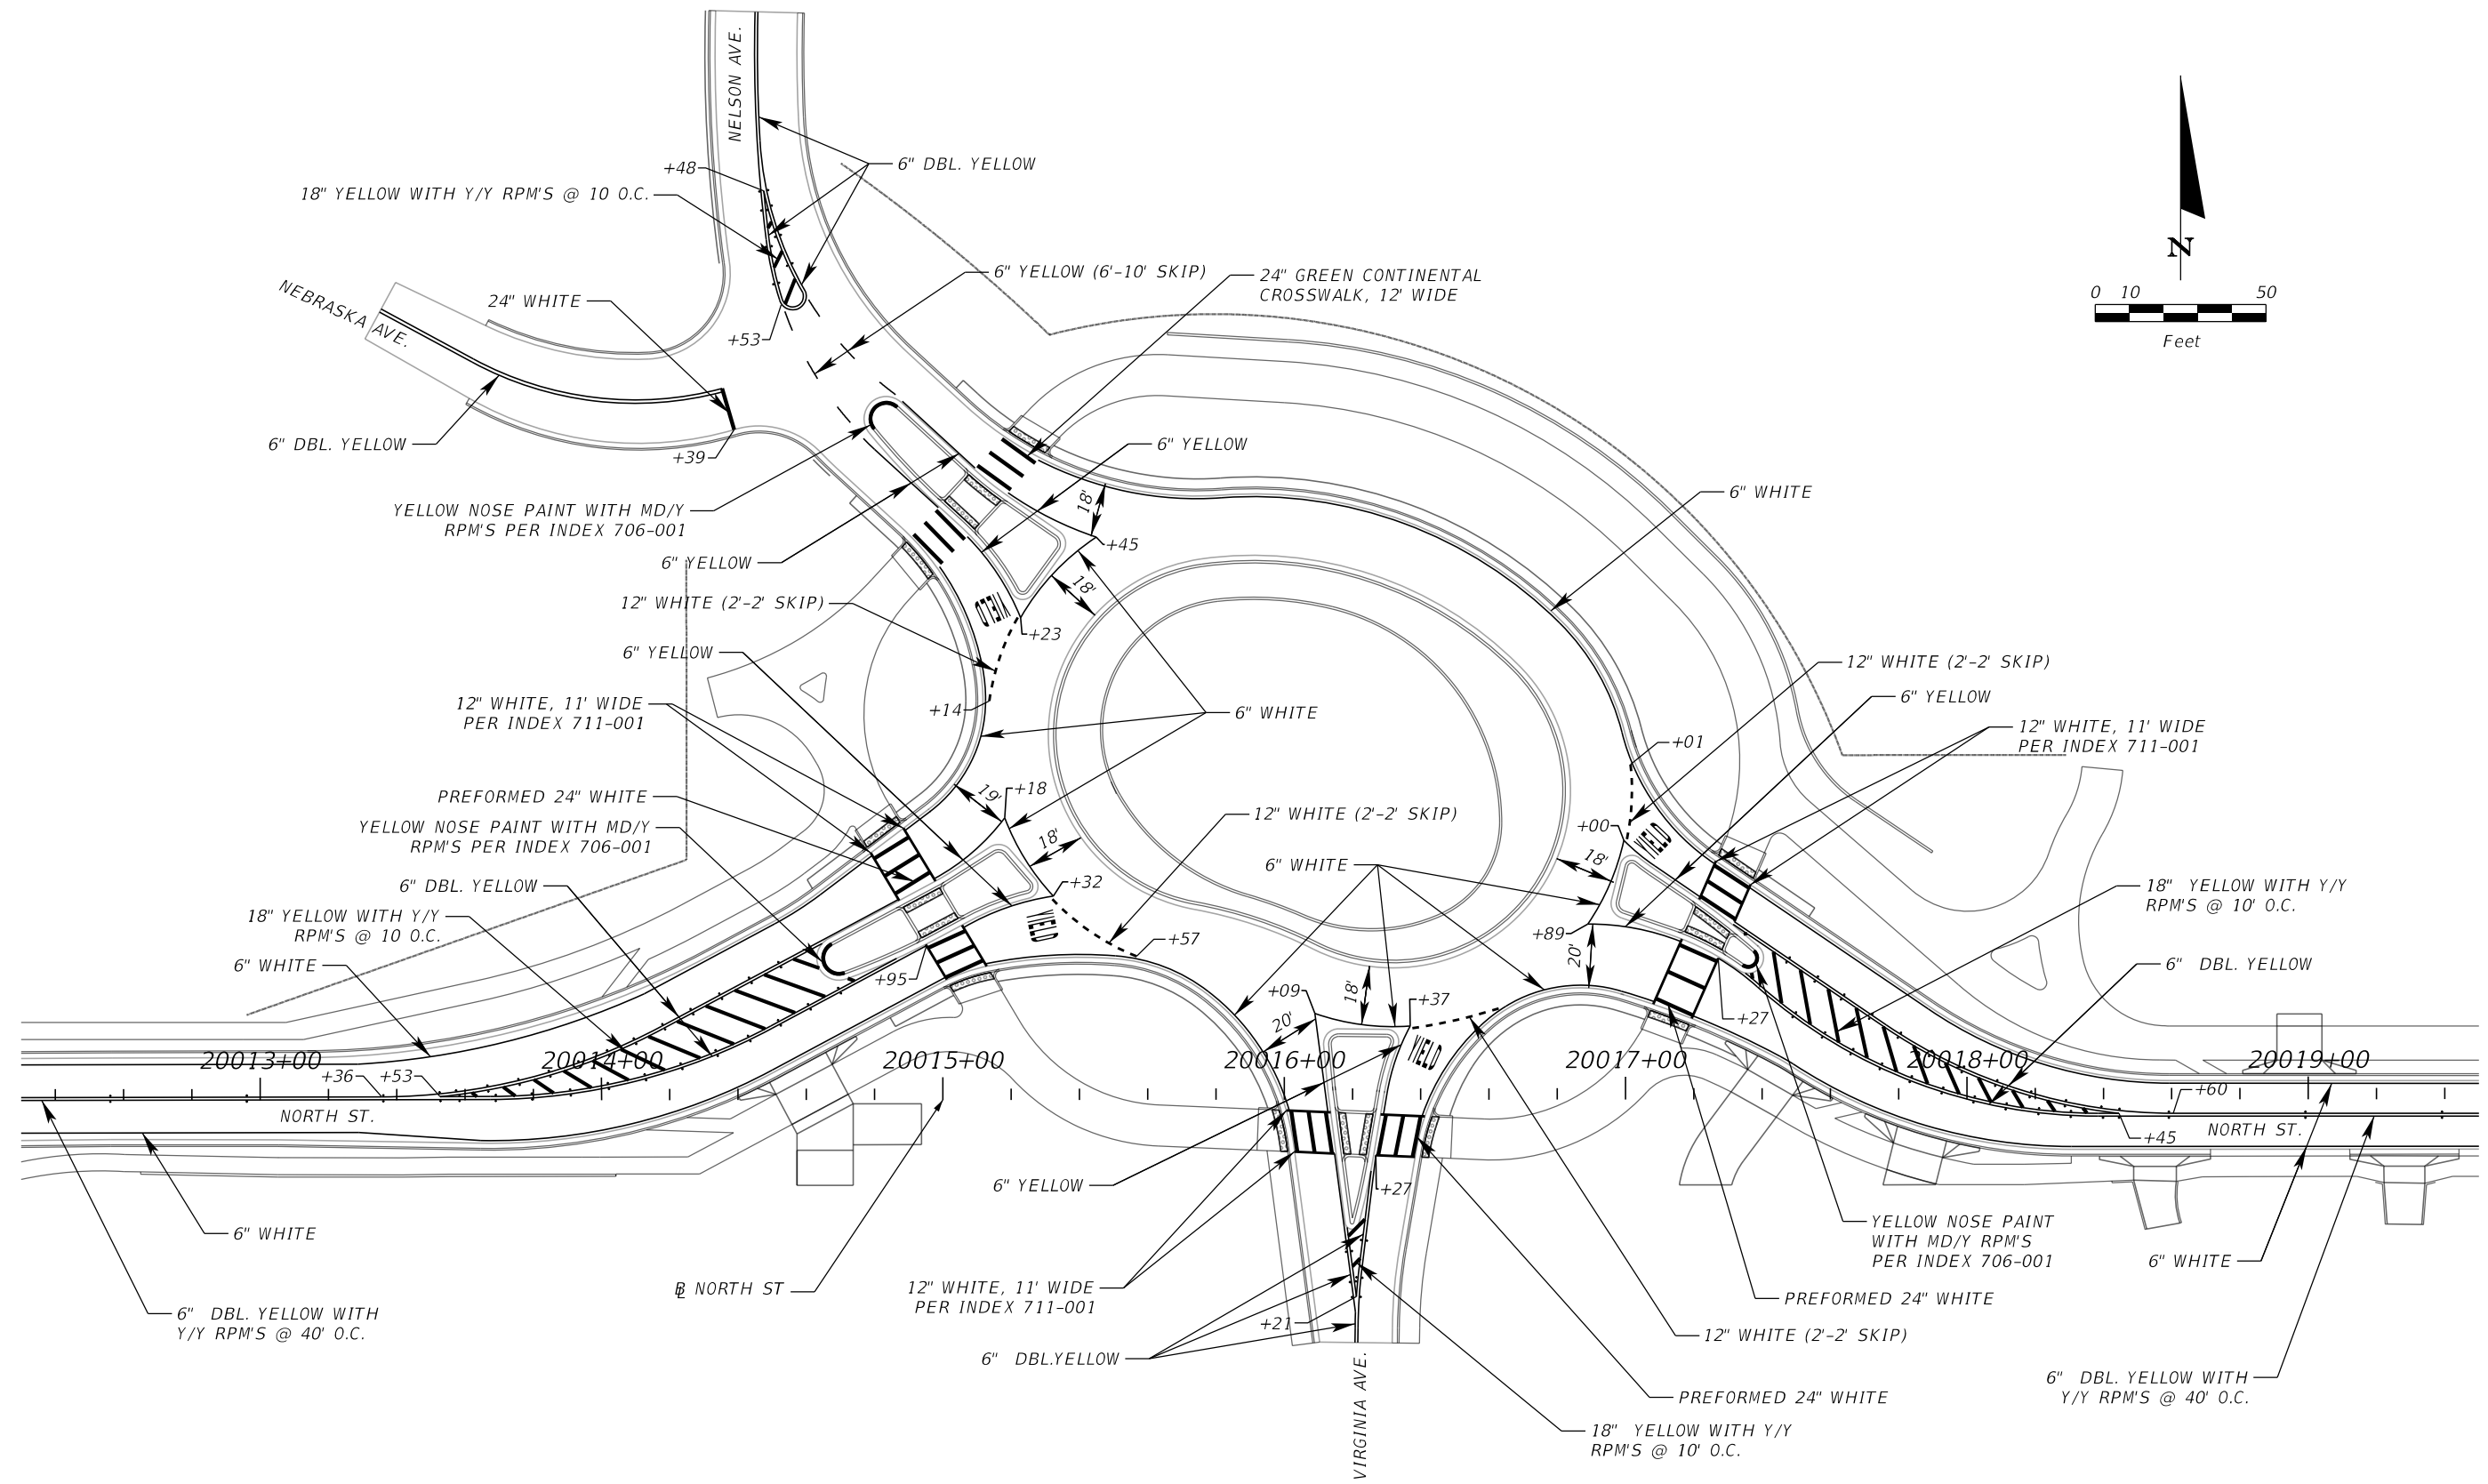 NELSON AVE.
+48
6" DBL. YELLOW
18" YELLOW WITH Y/Y RPM'S @ 10 O.C.
N
0 10 50
Feet
6" YELLOW (6'-10' SKIP)
24" GREEN CONTINENTAL
CROSSWALK, 12' WIDE
NEBRASKA AVE.
24" WHITE
+53
6" DBL. YELLOW
+39
6" YELLOW
6" WHITE
18'
YELLOW NOSE PAINT WITH MD/Y
RPM'S PER INDEX 706-001
+45
6" YELLOW
18'
12" WHITE (2'-2' SKIP)
YIELD
+23
6" YELLOW
12" WHITE (2'-2' SKIP)
6" YELLOW
12" WHITE, 11' WIDE
PER INDEX 711-001
+14
6" WHITE
12" WHITE, 11' WIDE
PER INDEX 711-001
+01
PREFORMED 24" WHITE
19'
+18
12" WHITE (2'-2' SKIP)
YELLOW NOSE PAINT WITH MD/Y
RPM'S PER INDEX 706-001
18'
+00
YIELD
6" WHITE
18'
6" DBL. YELLOW
+32
18" YELLOW WITH Y/Y
RPM'S @ 10' O.C.
18" YELLOW WITH Y/Y
RPM'S @ 10 O.C.
YIELD
+57
+89
20'
6" WHITE
+95
6" DBL. YELLOW
+09
18'
+37
20'
+27
YIELD
20013+00
20014+00
20015+00
20016+00
20017+00
20018+00
20019+00
+36
+53
+60
NORTH ST.
NORTH ST.
+45
6" YELLOW
+27
6" WHITE
YELLOW NOSE PAINT
WITH MD/Y RPM'S
PER INDEX 706-001
6" WHITE
BL NORTH ST
12" WHITE, 11' WIDE
PER INDEX 711-001
PREFORMED 24" WHITE
6" DBL. YELLOW WITH
Y/Y RPM'S @ 40' O.C.
+21
12" WHITE (2'-2' SKIP)
6" DBL.YELLOW
6" DBL. YELLOW WITH
Y/Y RPM'S @ 40' O.C.
PREFORMED 24" WHITE
VIRGINIA AVE.
18" YELLOW WITH Y/Y
RPM'S @ 10' O.C.